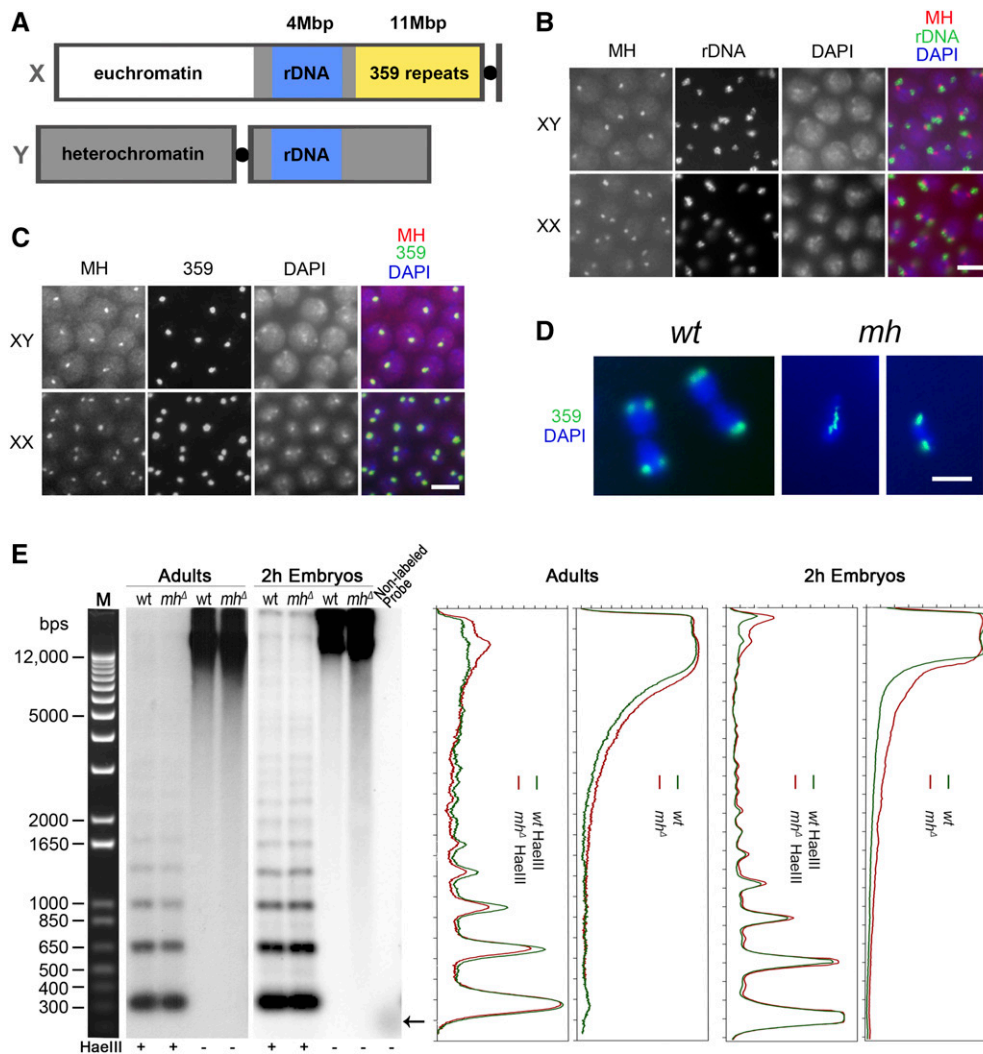 A
4Mbp 11Mbp
X euchromatin rDNA 359 repeats
Y heterochromatin rDNA
B
MH rDNA DAPI MH
rDNA
DAPI
XY
XX
C
MH 359 DAPI MH
359
DAPI
XY
XX
D
wt mh
359
DAPI
E
Adults 2h Embryos Non-labeled Probe
M wt mhΔ wt mhΔ wt mhΔ wt mhΔ
bps
12,000
5000
2000
1650
1000
850
650
500
400
300
HaeIII + + - - + + - - -
Adults 2h Embryos
wt HaeIII
mhΔ HaeIII
wt
mhΔ
wt HaeIII
mhΔ HaeIII
wt
mhΔ